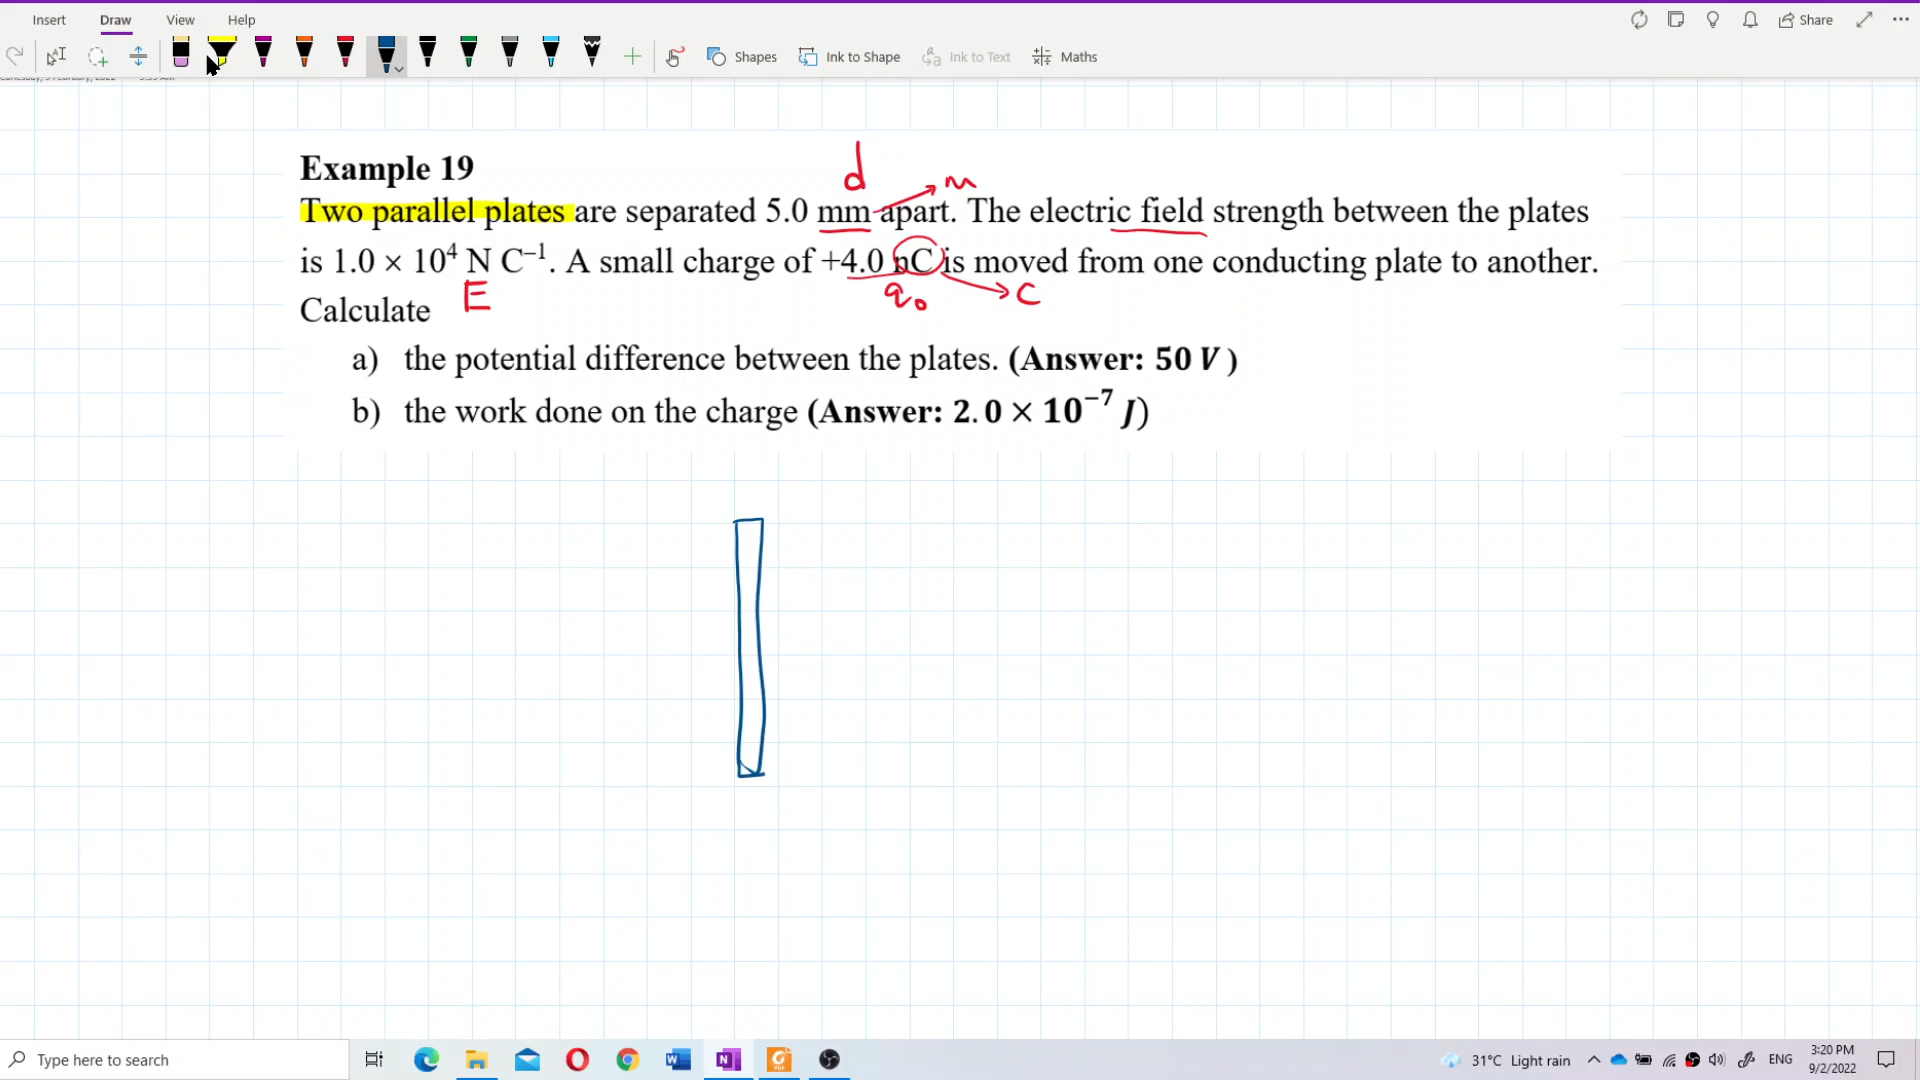 Insert Draw View Help
Share
Shapes Ink to Shape Ink to Text Maths
Example 19
d
m
Two parallel plates are separated 5.0 mm apart. The electric field strength between the plates
is 1.0 × 10⁴ N C⁻¹. A small charge of +4.0 nC is moved from one conducting plate to another.
E
q₀
C
Calculate
a) the potential difference between the plates. (Answer: 50 V )
b) the work done on the charge (Answer: 2.0 × 10⁻⁷ J)
Type here to search
31°C Light rain
ENG
3:20 PM
9/2/2022